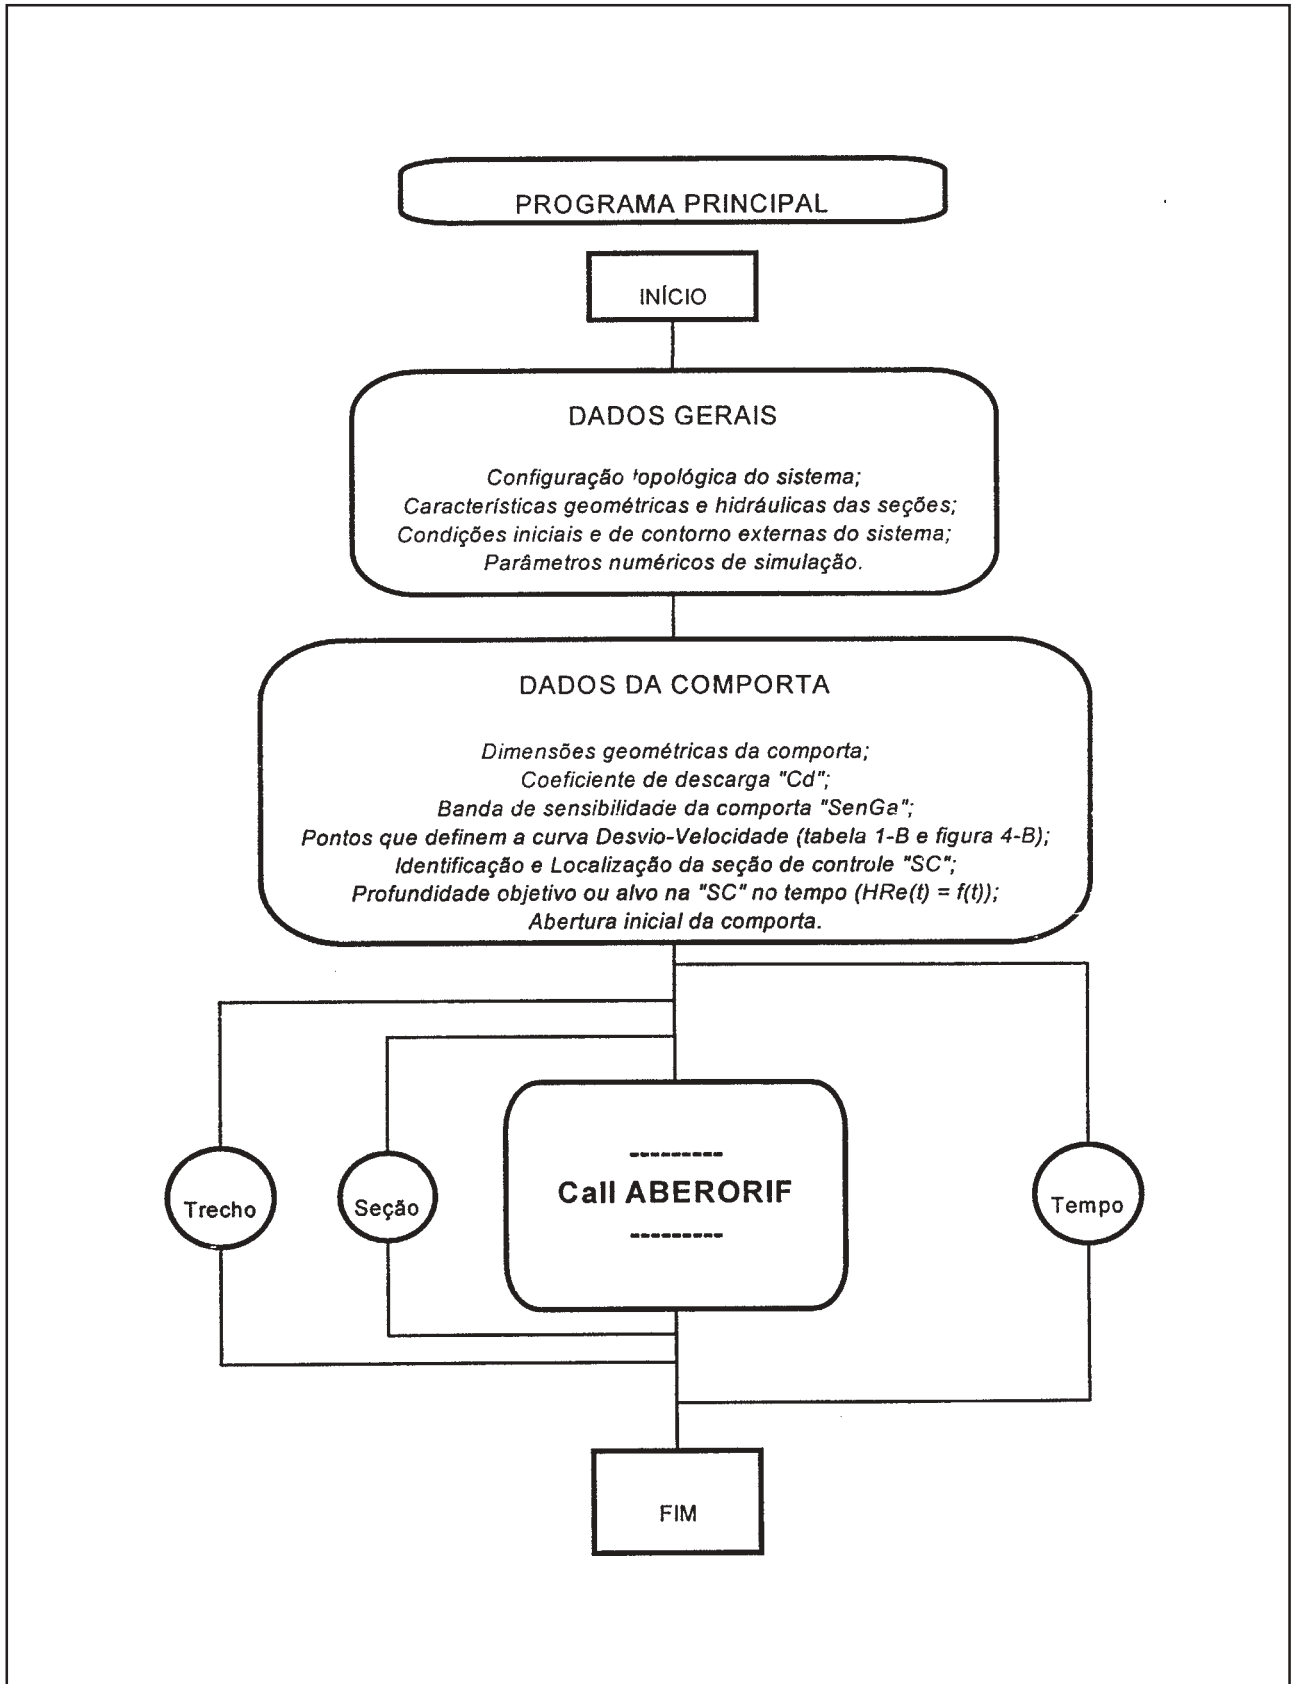 PROGRAMA PRINCIPAL
INÍCIO
DADOS GERAIS
Configuração topológica do sistema;
Características geométricas e hidráulicas das seções;
Condições iniciais e de contorno externas do sistema;
Parâmetros numéricos de simulação.
DADOS DA COMPORTA
Dimensões geométricas da comporta;
Coeficiente de descarga "Cd";
Banda de sensibilidade da comporta "SenGa";
Pontos que definem a curva Desvio-Velocidade (tabela 1-B e figura 4-B);
Identificação e Localização da seção de controle "SC";
Profundidade objetivo ou alvo na "SC" no tempo (HRe(t) = f(t));
Abertura inicial da comporta.
---------
Call ABERORIF
---------
Trecho
Seção
Tempo
FIM